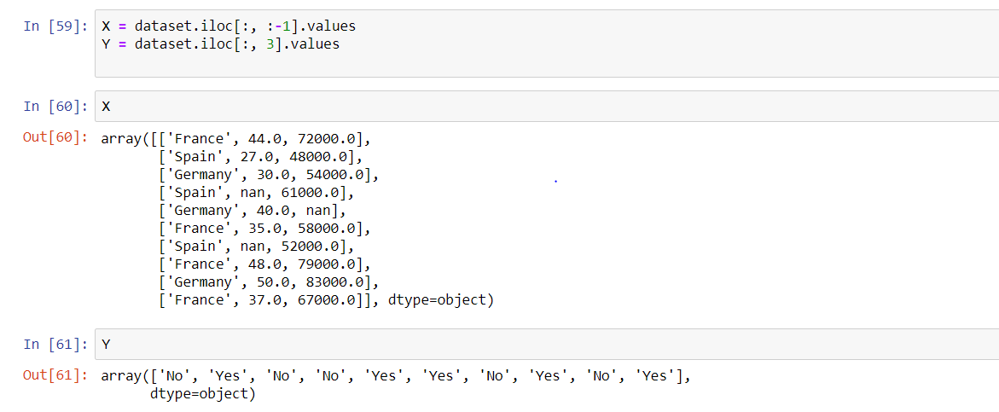 In [59]: X = dataset.iloc[:, :-1].values
Y = dataset.iloc[:, 3].values
In [60]: X
Out[60]: array([['France', 44.0, 72000.0],
['Spain', 27.0, 48000.0],
['Germany', 30.0, 54000.0],
['Spain', nan, 61000.0],
['Germany', 40.0, nan],
['France', 35.0, 58000.0],
['Spain', nan, 52000.0],
['France', 48.0, 79000.0],
['Germany', 50.0, 83000.0],
['France', 37.0, 67000.0]], dtype=object)
In [61]: Y
Out[61]: array(['No', 'Yes', 'No', 'No', 'Yes', 'Yes', 'No', 'Yes', 'No', 'Yes'],
dtype=object)